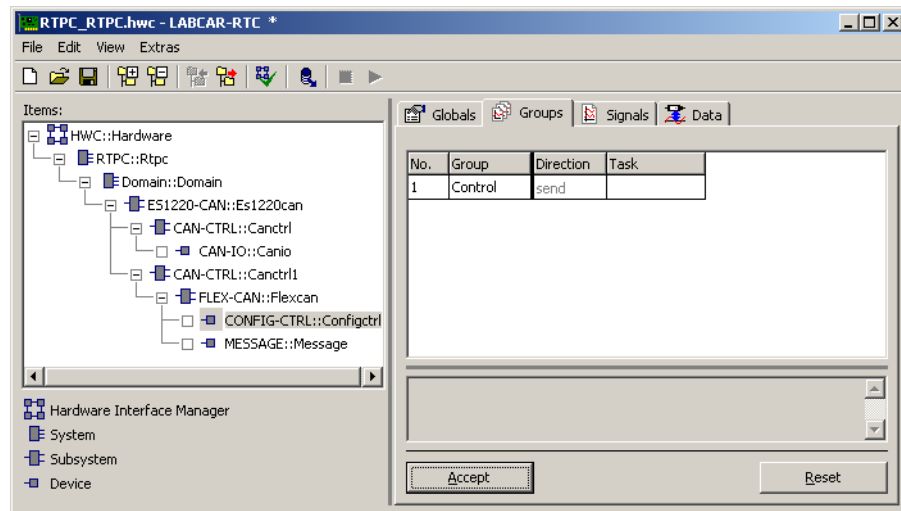 RTPC_RTPC.hwc - LABCAR-RTC *
File Edit View Extras
Items:
HWC::Hardware
RTPC::Rtpc
Domain::Domain
ES1220-CAN::Es1220can
CAN-CTRL::Canctrl
CAN-IO::Canio
CAN-CTRL::Canctrl1
FLEX-CAN::Flexcan
CONFIG-CTRL::Configctrl
MESSAGE::Message
Hardware Interface Manager
System
Subsystem
Device
Globals Groups Signals Data
No. Group Direction Task
1 Control send
Accept Reset